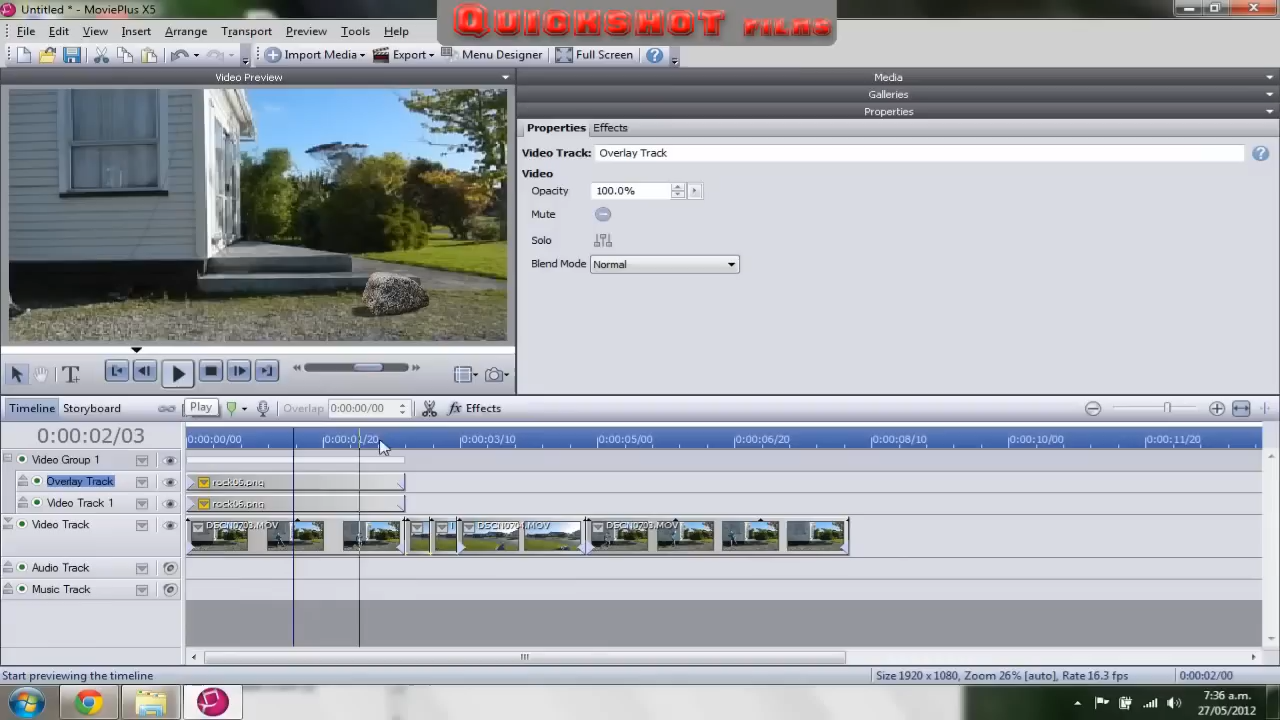 Untitled * - MoviePlus X5
QUICKSHOT FILMS
File Edit View Insert Arrange Transport Preview Tools Help
Import Media Export Menu Designer Full Screen
Video Preview
Media
Galleries
Properties
Properties Effects
Video Track: Overlay Track
Video
Opacity 100.0%
Mute
Solo
Blend Mode Normal
Timeline Storyboard Play Overlap 0:00:00/00 fx Effects
0:00:02/03 0:00:00/00 0:00:01/20 0:00:03/10 0:00:05/00 0:00:06/20 0:00:08/10 0:00:10/00 0:00:11/20
Video Group 1
Overlay Track rock06.png
Video Track 1 rock06.png
Video Track DSCN0703.MOV DSCN0703.MOV
Audio Track
Music Track
Start previewing the timeline Size 1920 x 1080, Zoom 26% [auto], Rate 16.3 fps 0:00:02/00
7:36 a.m.
27/05/2012